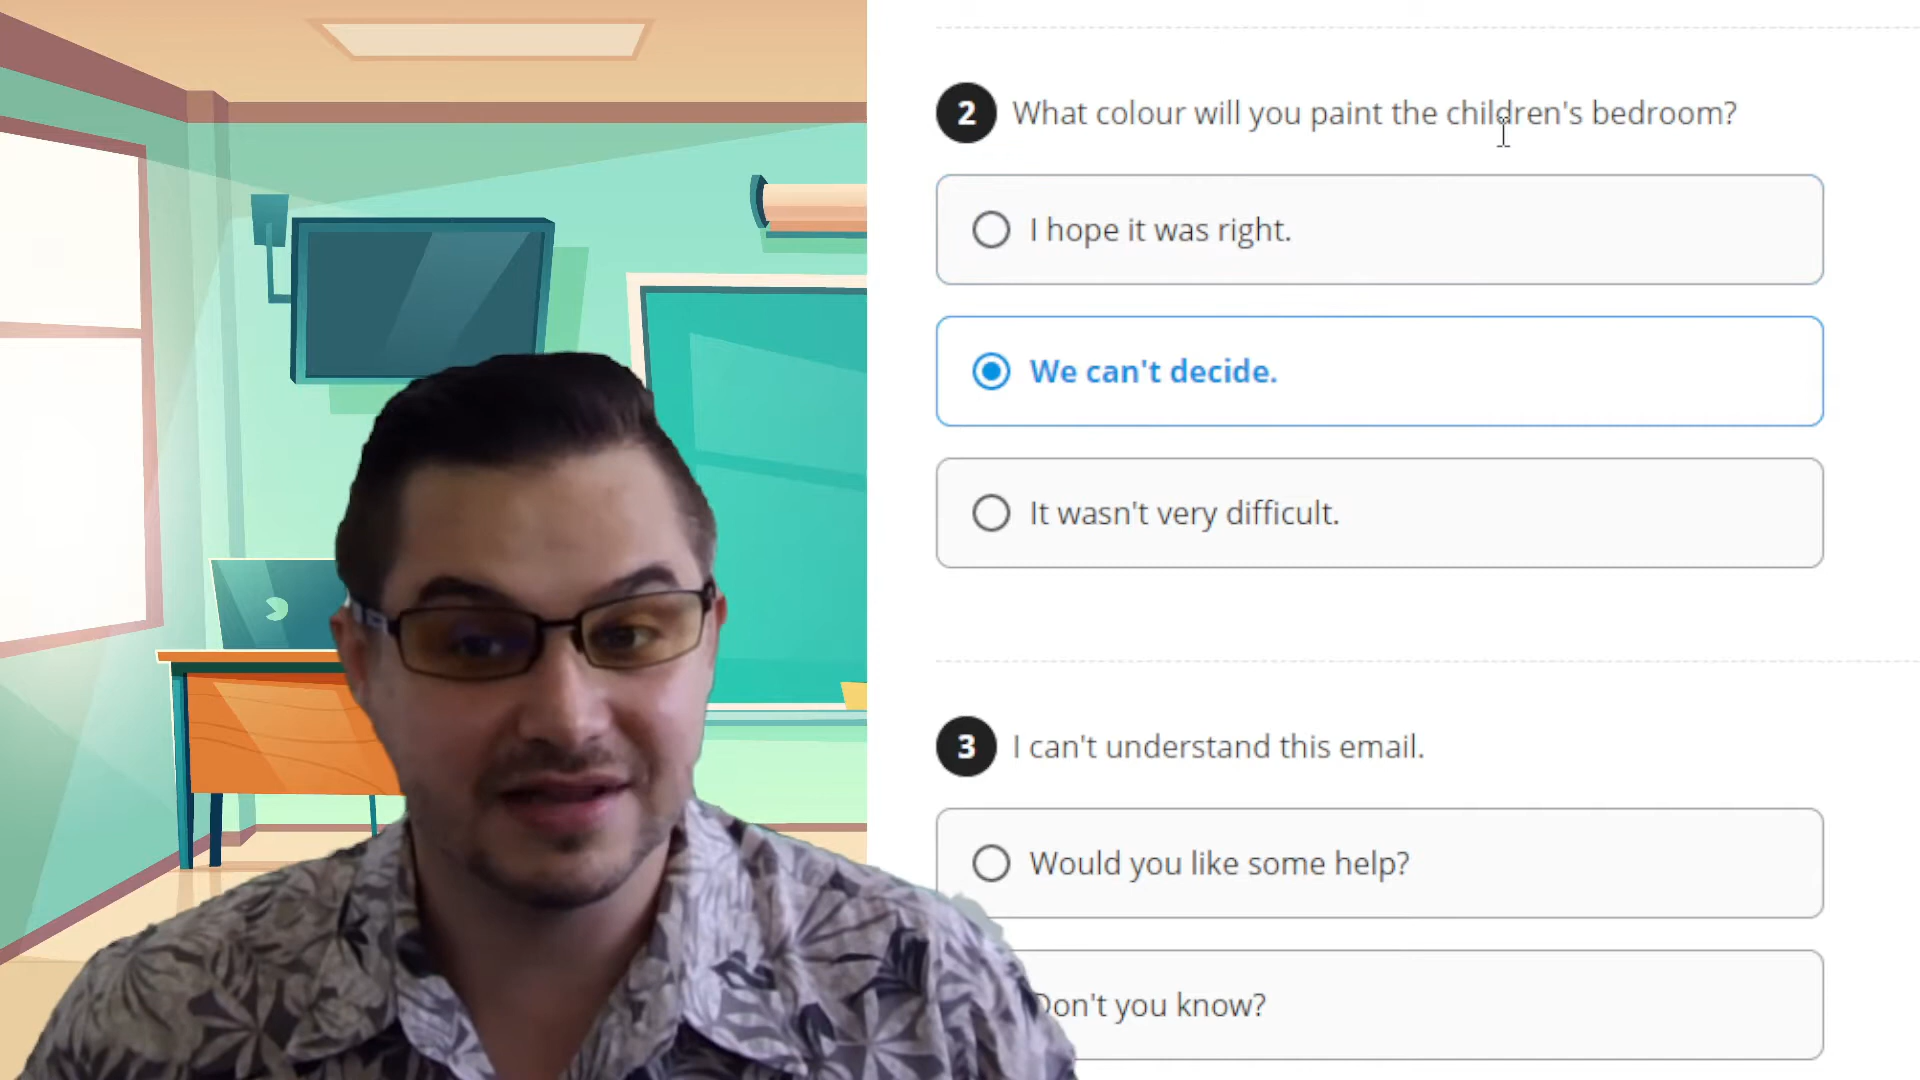 2 What colour will you paint the children's bedroom?
I hope it was right.
We can't decide.
It wasn't very difficult.
3 I can't understand this email.
Would you like some help?
Don't you know?